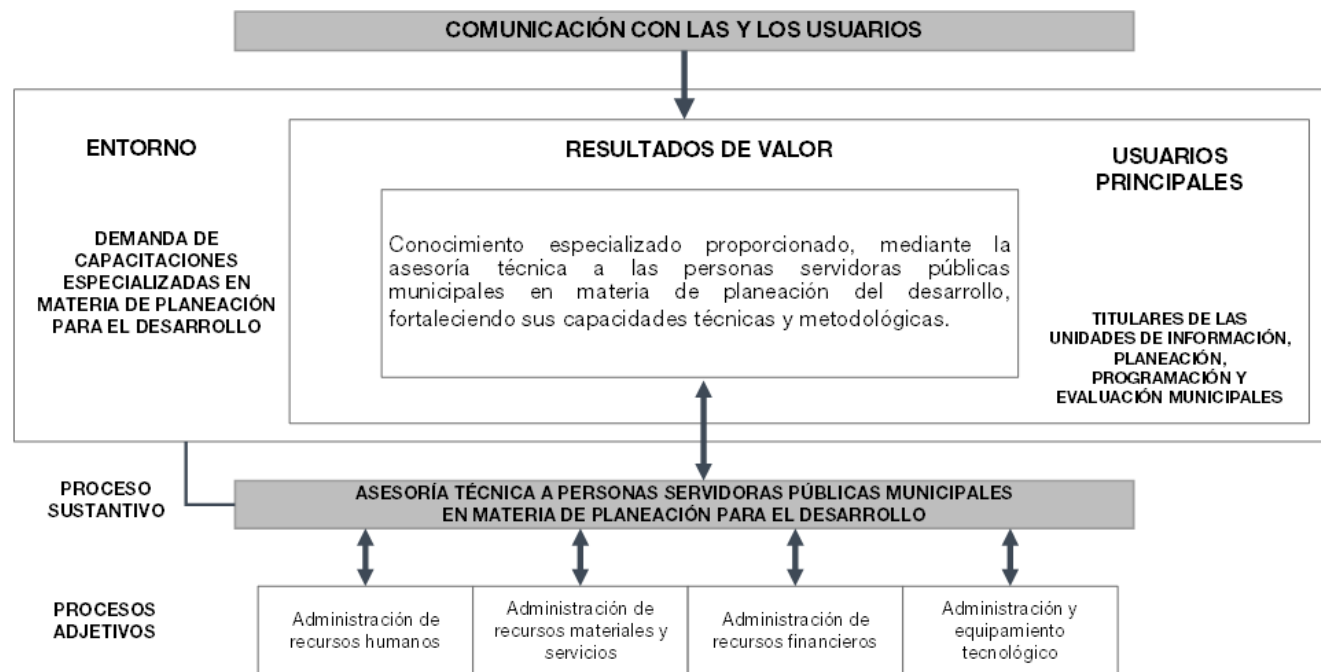 COMUNICACIÓN CON LAS Y LOS USUARIOS
ENTORNO
DEMANDA DE
CAPACITACIONES
ESPECIALIZADAS EN
MATERIA DE PLANEACIÓN
PARA EL DESARROLLO
RESULTADOS DE VALOR
Conocimiento especializado proporcionado, mediante la
asesoría técnica a las personas servidoras públicas
municipales en materia de planeación del desarrollo,
fortaleciendo sus capacidades técnicas y metodológicas.
USUARIOS
PRINCIPALES
TITULARES DE LAS
UNIDADES DE INFORMACIÓN,
PLANEACIÓN,
PROGRAMACIÓN Y
EVALUACIÓN MUNICIPALES
PROCESO
SUSTANTIVO
ASESORÍA TÉCNICA A PERSONAS SERVIDORAS PÚBLICAS MUNICIPALES
EN MATERIA DE PLANEACIÓN PARA EL DESARROLLO
PROCESOS
ADJETIVOS
Administración de
recursos humanos
Administración de
recursos materiales y
servicios
Administración de
recursos financieros
Administración y
equipamiento
tecnológico